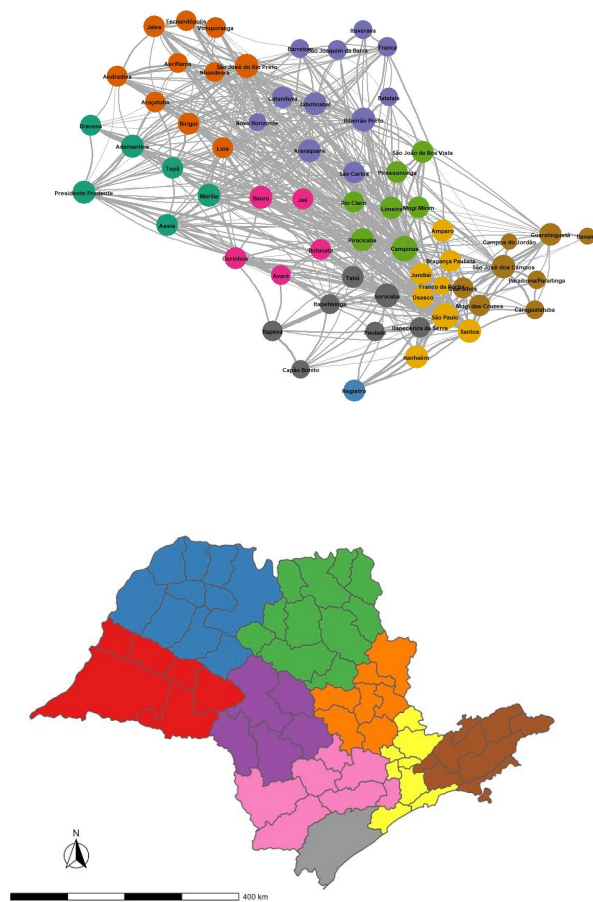 Ituverava
Fernandópolis
Jales
Votuporanga
Barretos
São Joaquim da Barra
Franca
Auriflama
São José do Rio Preto
Nhandeara
Andradina
Catanduva
Jaboticabal
Batatais
Araçatuba
Novo Horizonte
Ribeirão Preto
Dracena
Birigui
Adamantina
Lins
Araraquara
São João da Boa Vista
Tupã
São Carlos
Pirassununga
Presidente Prudente
Marília
Bauru
Jaú
Rio Claro
Limeira
Mogi Mirim
Assis
Amparo
Guaratinguetá
Piracicaba
Campinas
Campos do Jordão
Botucatu
Ourinhos
Bragança Paulista
São José dos Campos
Avaré
Tatuí
Jundiaí
Paraibuna/Paraitinga
Franco da Rocha
Sorocaba
Osasco
Itapetininga
Mogi das Cruzes
Caraguatatuba
São Paulo
Itapeva
Piedade
Itapecerica da Serra
Santos
Itanhaém
Capão Bonito
Registro
N
400 km